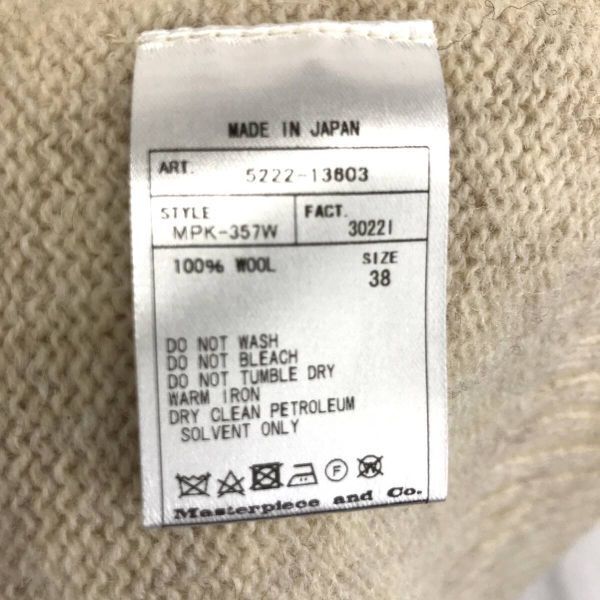 MADE IN JAPAN
ART. 5222-13603
STYLE FACT.
MPK-357W 30221
100% WOOL SIZE
38
DO NOT WASH
DO NOT BLEACH
DO NOT TUMBLE DRY
WARM IRON
DRY CLEAN PETROLEUM
SOLVENT ONLY
F W
Masterpiece and Co.